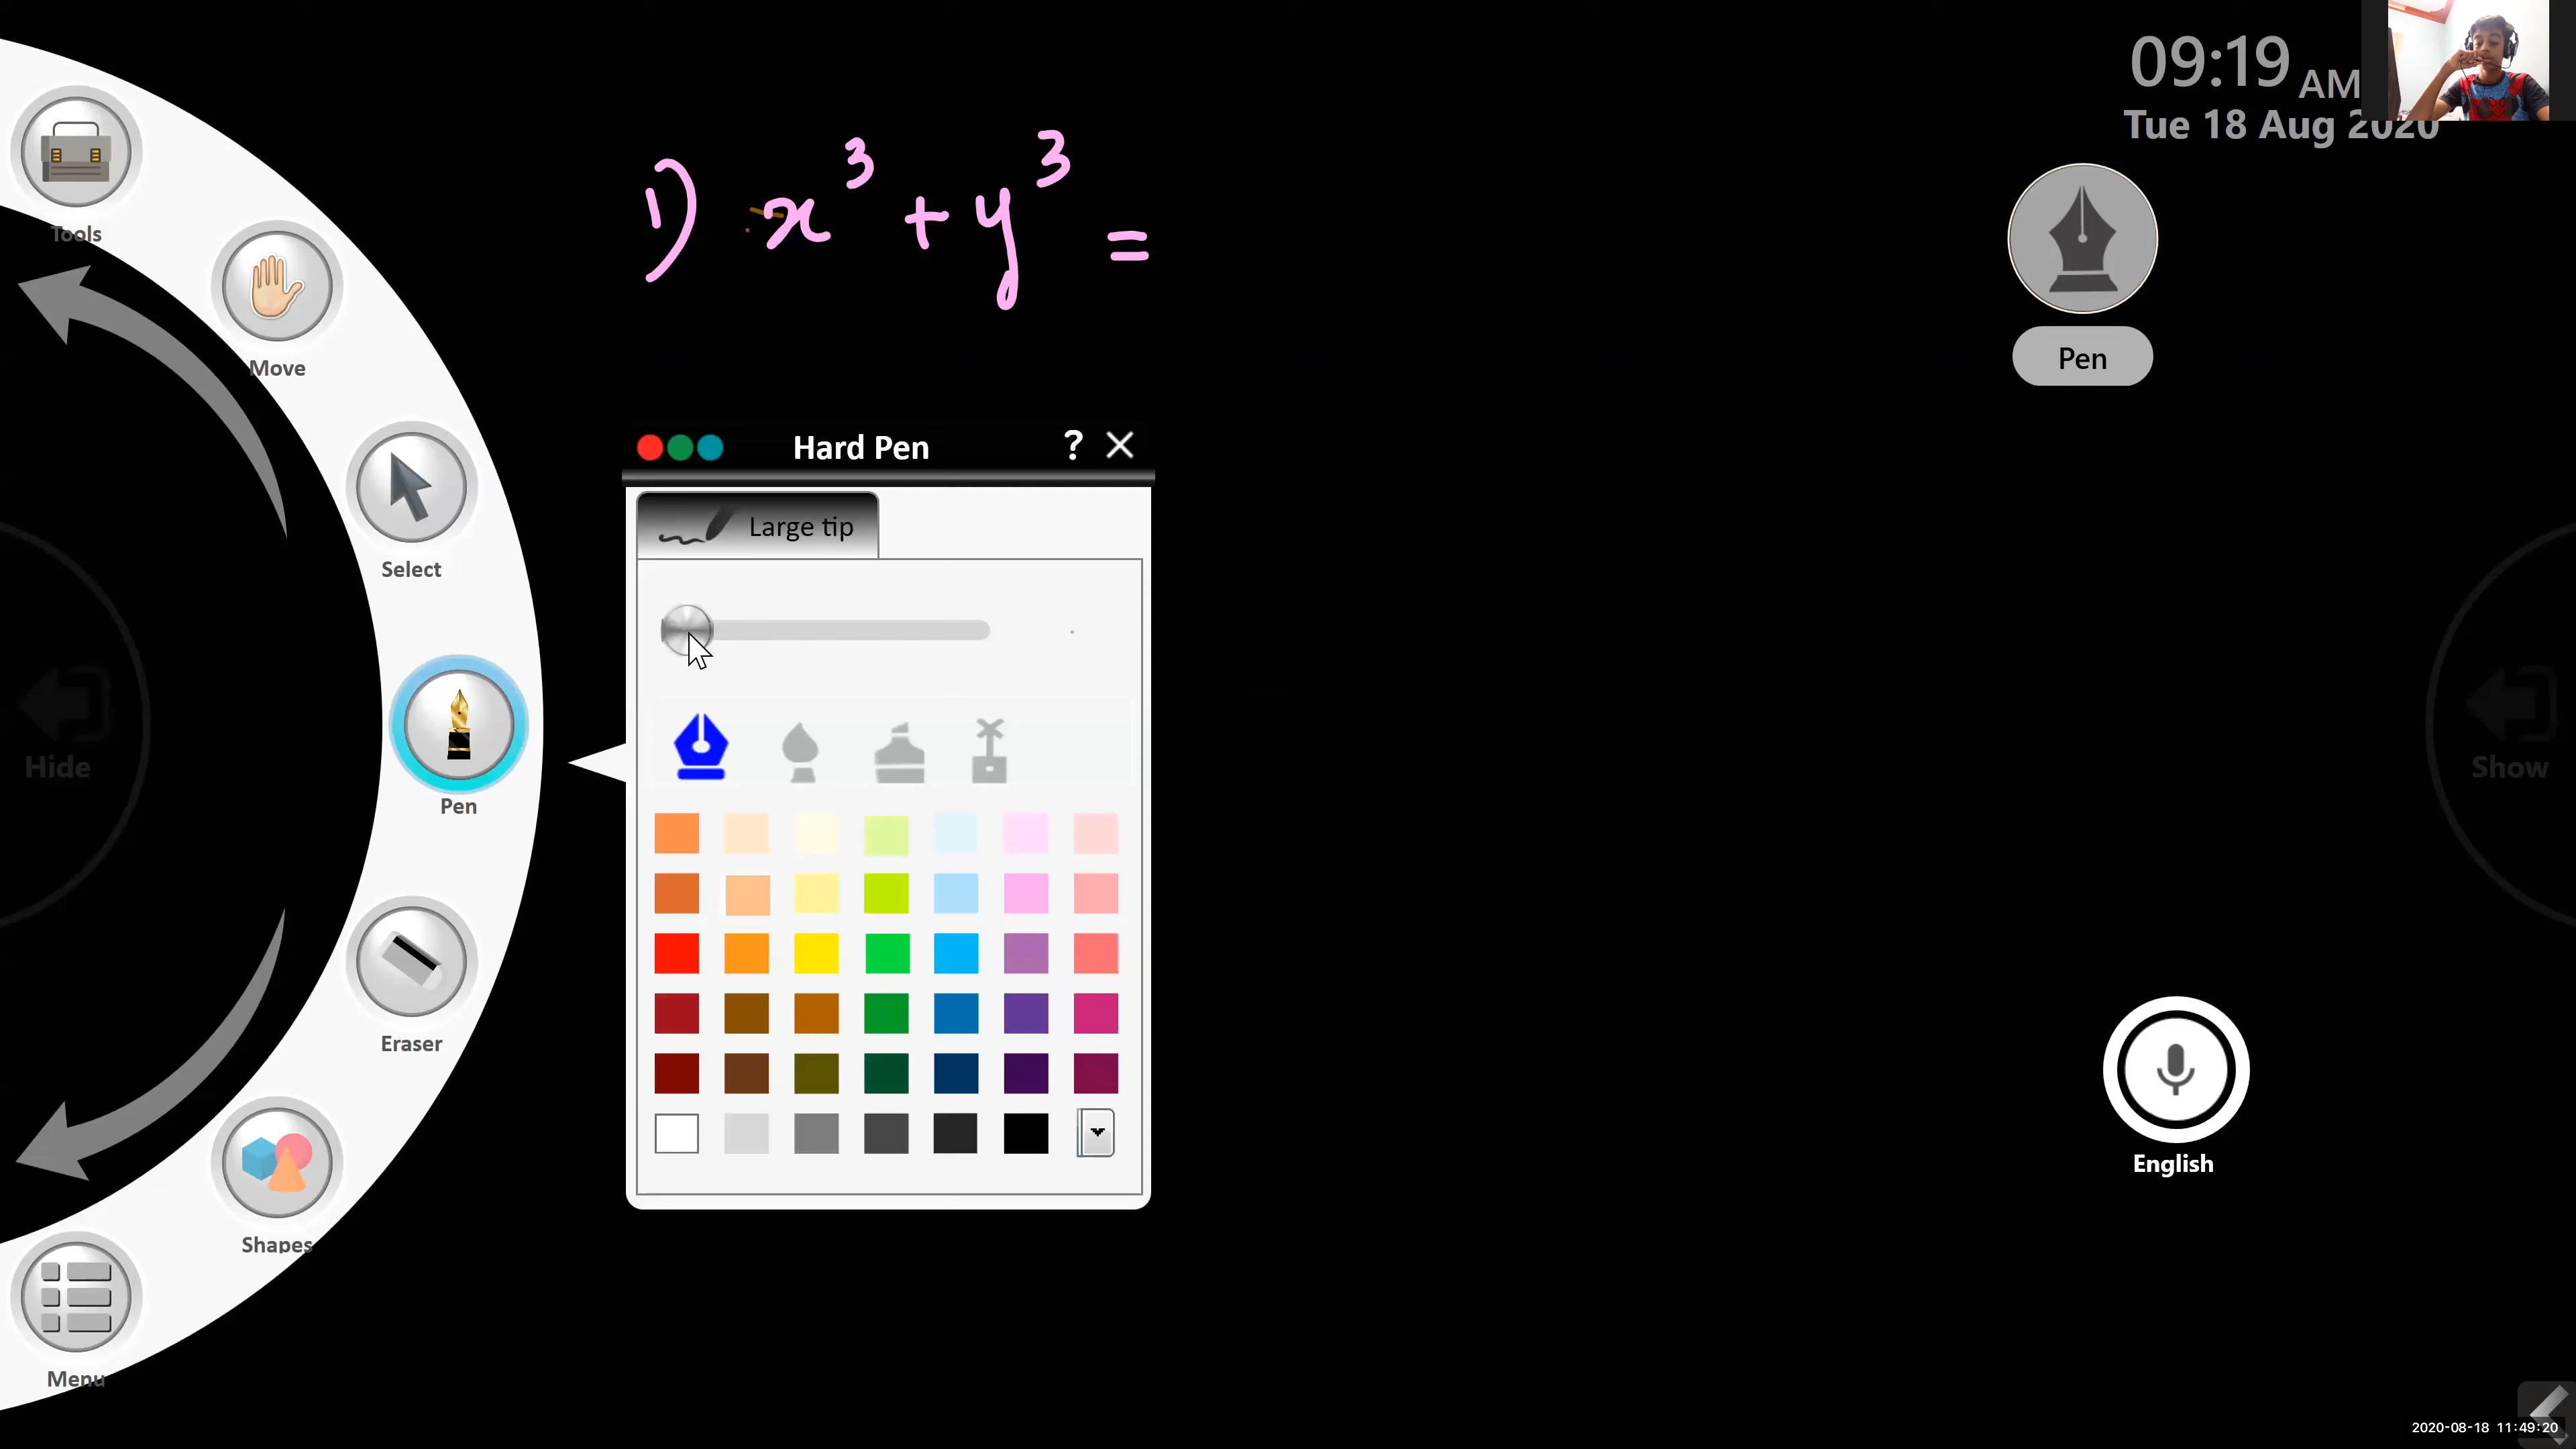 09:19 AM
Tue 18 Aug 2020
1) x³ + y³ =
Tools
Move
Select
Pen
Eraser
Shapes
Menu
Hide
Hard Pen ? X
Large tip
Pen
Show
English
2020-08-18 11:49:20